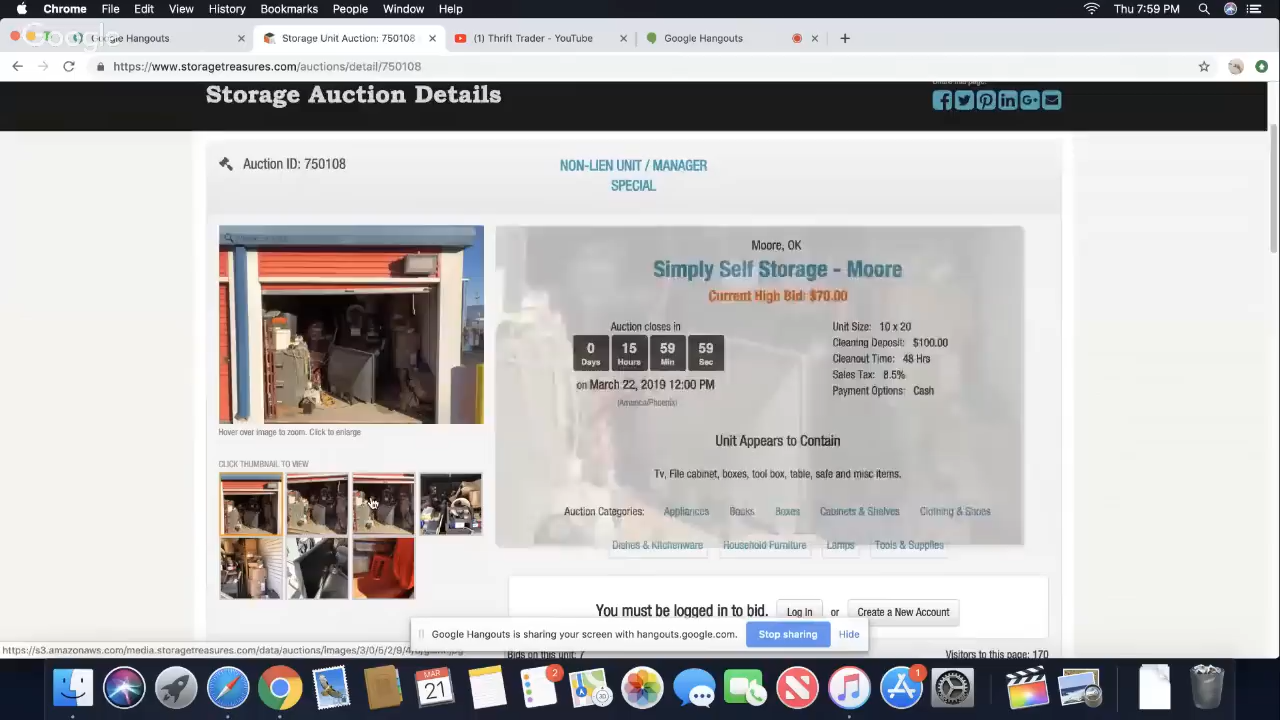 Chrome File Edit View History Bookmarks People Window Help
Thu 7:59 PM
Google
Google Hangouts
Storage Unit Auction: 750108
(1) Thrift Trader - YouTube
Google Hangouts
https://www.storagetreasures.com/auctions/detail/750108
Storage Auction Details
Auction ID: 750108
NON-LIEN UNIT / MANAGER
SPECIAL
Moore, OK
Simply Self Storage - Moore
Current High Bid: $70.00
Auction closes in
0 15 59 59
Days Hours Min Sec
on March 22, 2019 12:00 PM
(America/Phoenix)
Unit Size: 10 x 20
Cleaning Deposit: $100.00
Cleanout Time: 48 Hrs
Sales Tax: 8.5%
Payment Options: Cash
Hover over image to zoom. Click to enlarge
CLICK THUMBNAIL TO VIEW
Unit Appears to Contain
Tv, File cabinet, boxes, tool box, table, safe and misc items.
Auction Categories: Appliances Books Boxes Cabinets & Shelves Clothing & Shoes
Dishes & Kitchenware Household Furniture Lamps Tools & Supplies
You must be logged in to bid. Log In or Create a New Account
Google Hangouts is sharing your screen with hangouts.google.com. Stop sharing Hide
Bids on this unit: 7
Visitors to this page: 170
MAR
21
2
1